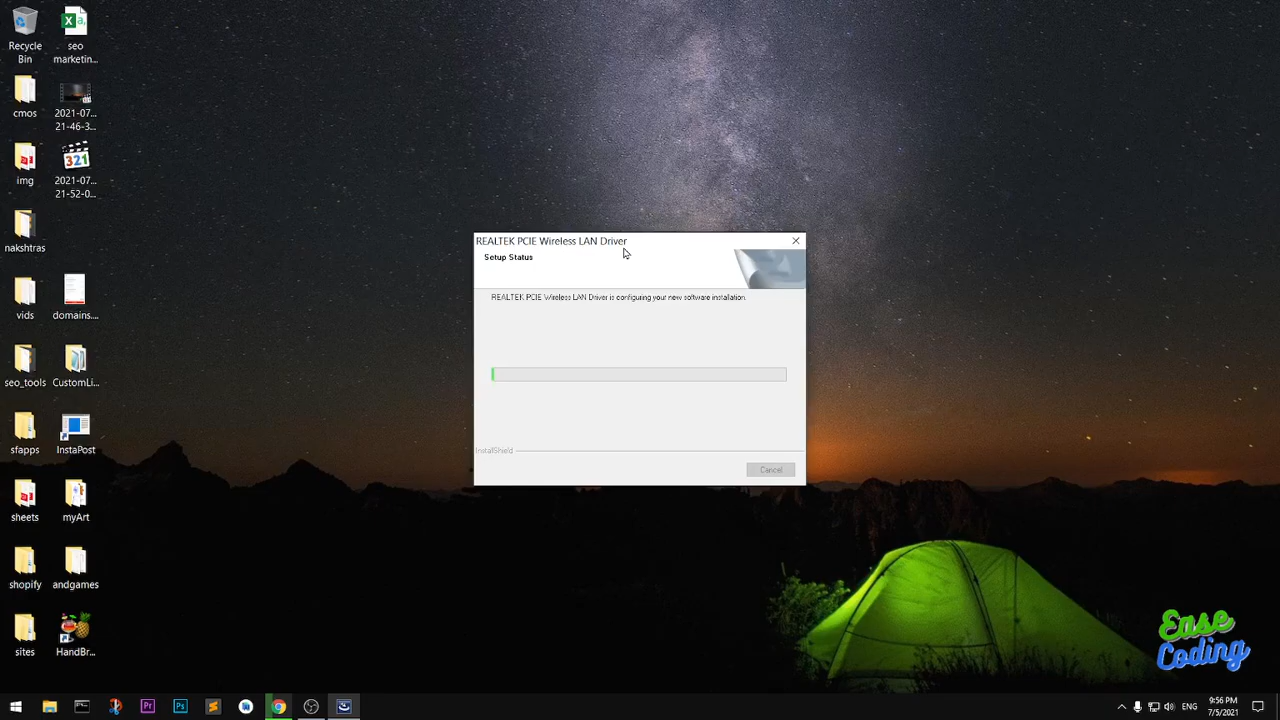 Recycle
Bin
seo
marketin...
cmos
2021-07...
21-46-3...
img
2021-07...
21-52-0...
nakshtras
vids
domains...
seo_tools
CustomLi...
sfapps
InstaPost
sheets
myArt
shopify
andgames
sites
HandBr...
REALTEK PCIE Wireless LAN Driver
Setup Status
REALTEK PCIE Wireless LAN Driver is configuring your new software installation.
InstallShield
Cancel
Ease
Coding
ENG
9:56 PM
7/5/2021
321
Pr
Ps